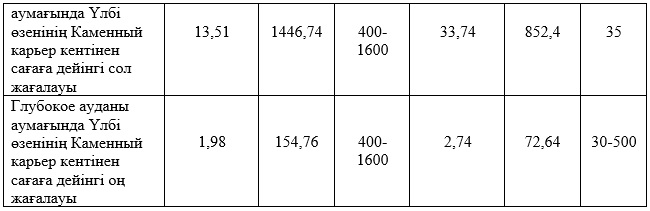 аумағында Үлбі
өзенінің Каменный
карьер кентінен
сағаға дейінгі сол
жағалауы
13,51
1446,74
400-
1600
33,74
852,4
35
Глубокое ауданы
аумағында Үлбі
өзенінің Каменный
карьер кентінен
сағаға дейінгі оң
жағалауы
1,98
154,76
400-
1600
2,74
72,64
30-500